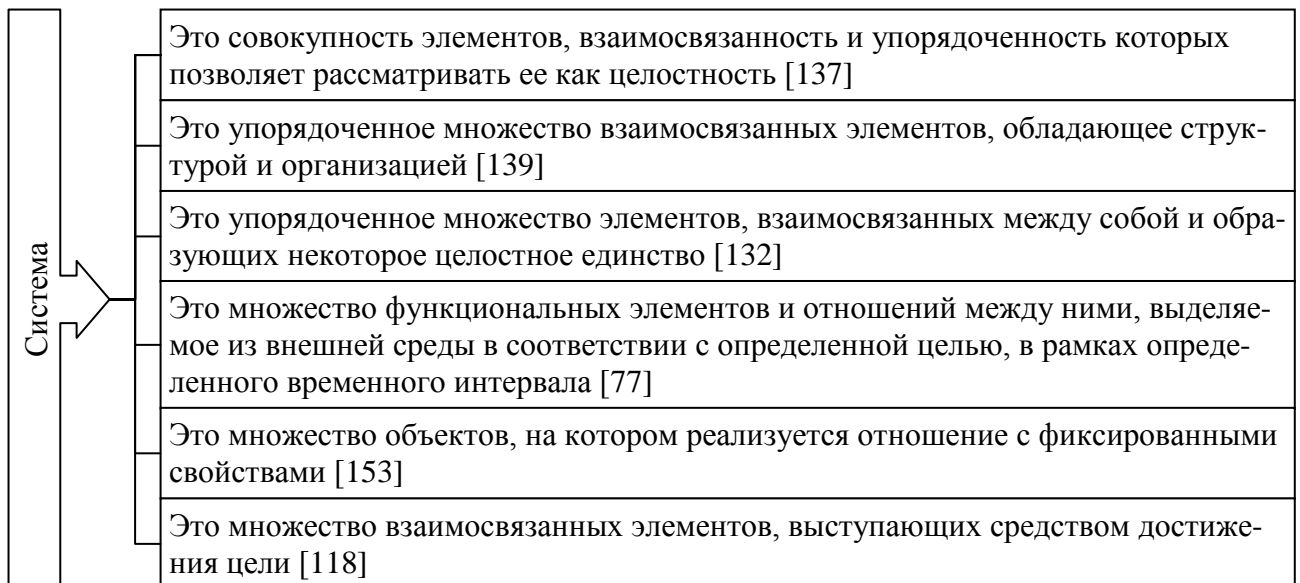 Система
Это совокупность элементов, взаимосвязанность и упорядоченность которых
позволяет рассматривать ее как целостность [137]
Это упорядоченное множество взаимосвязанных элементов, обладающее струк-
турой и организацией [139]
Это упорядоченное множество элементов, взаимосвязанных между собой и обра-
зующих некоторое целостное единство [132]
Это множество функциональных элементов и отношений между ними, выделяе-
мое из внешней среды в соответствии с определенной целью, в рамках опреде-
ленного временного интервала [77]
Это множество объектов, на котором реализуется отношение с фиксированными
свойствами [153]
Это множество взаимосвязанных элементов, выступающих средством достиже-
ния цели [118]